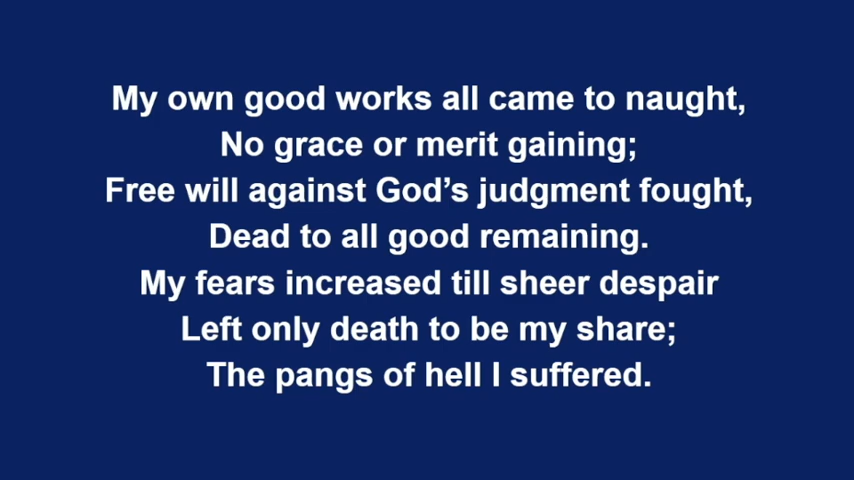 My own good works all came to naught,
No grace or merit gaining;
Free will against God’s judgment fought,
Dead to all good remaining.
My fears increased till sheer despair
Left only death to be my share;
The pangs of hell I suffered.